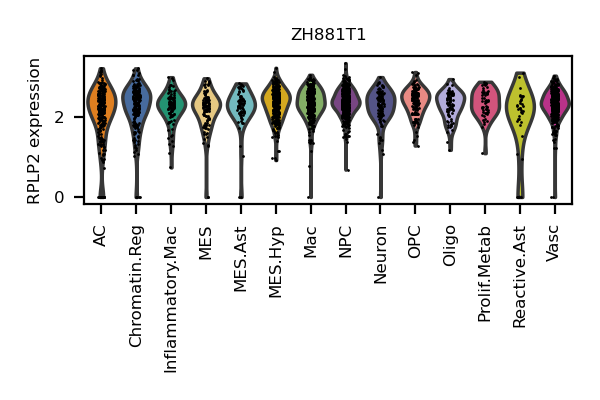 ZH881T1
RPLP2 expression
2
0
AC
Chromatin.Reg
Inflammatory.Mac
MES
MES.Ast
MES.Hyp
Mac
NPC
Neuron
OPC
Oligo
Prolif.Metab
Reactive.Ast
Vasc